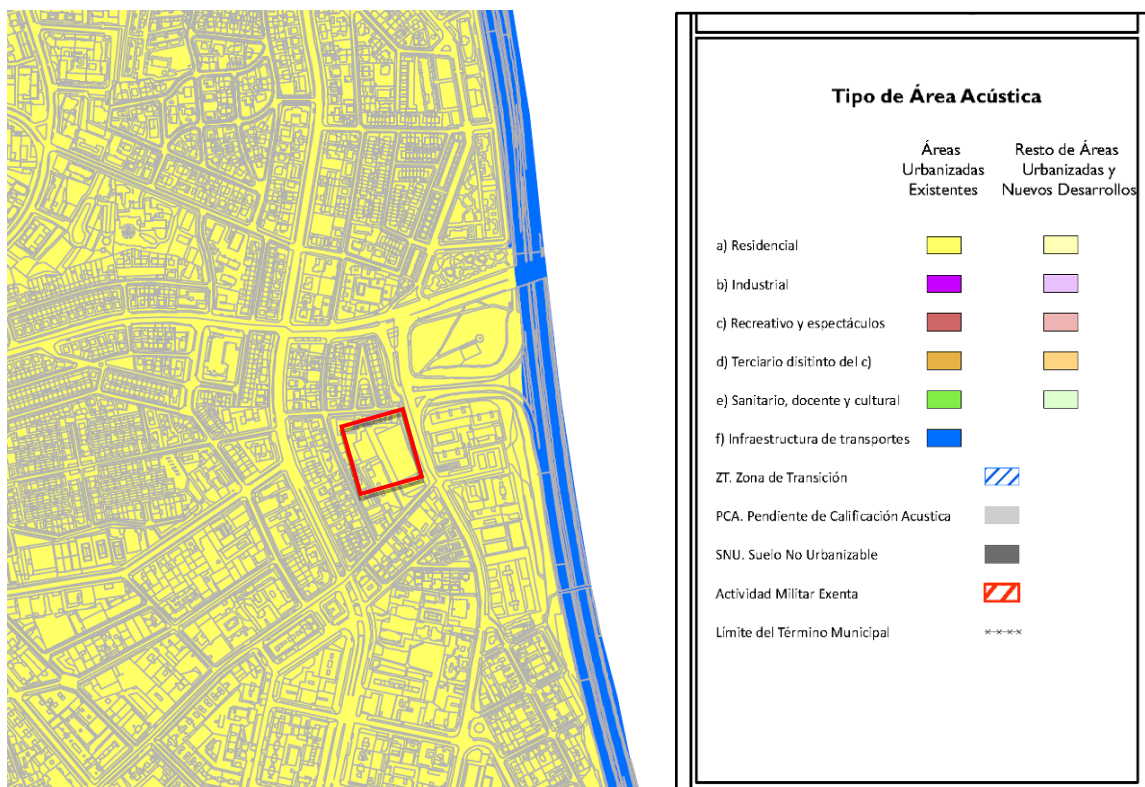 Tipo de Área Acústica
Áreas
Urbanizadas
Existentes
Resto de Áreas
Urbanizadas y
Nuevos Desarrollos
a) Residencial
b) Industrial
c) Recreativo y espectáculos
d) Terciario disitinto del c)
e) Sanitario, docente y cultural
f) Infraestructura de transportes
ZT. Zona de Transición
PCA. Pendiente de Calificación Acustica
SNU. Suelo No Urbanizable
Actividad Militar Exenta
Límite del Término Municipal